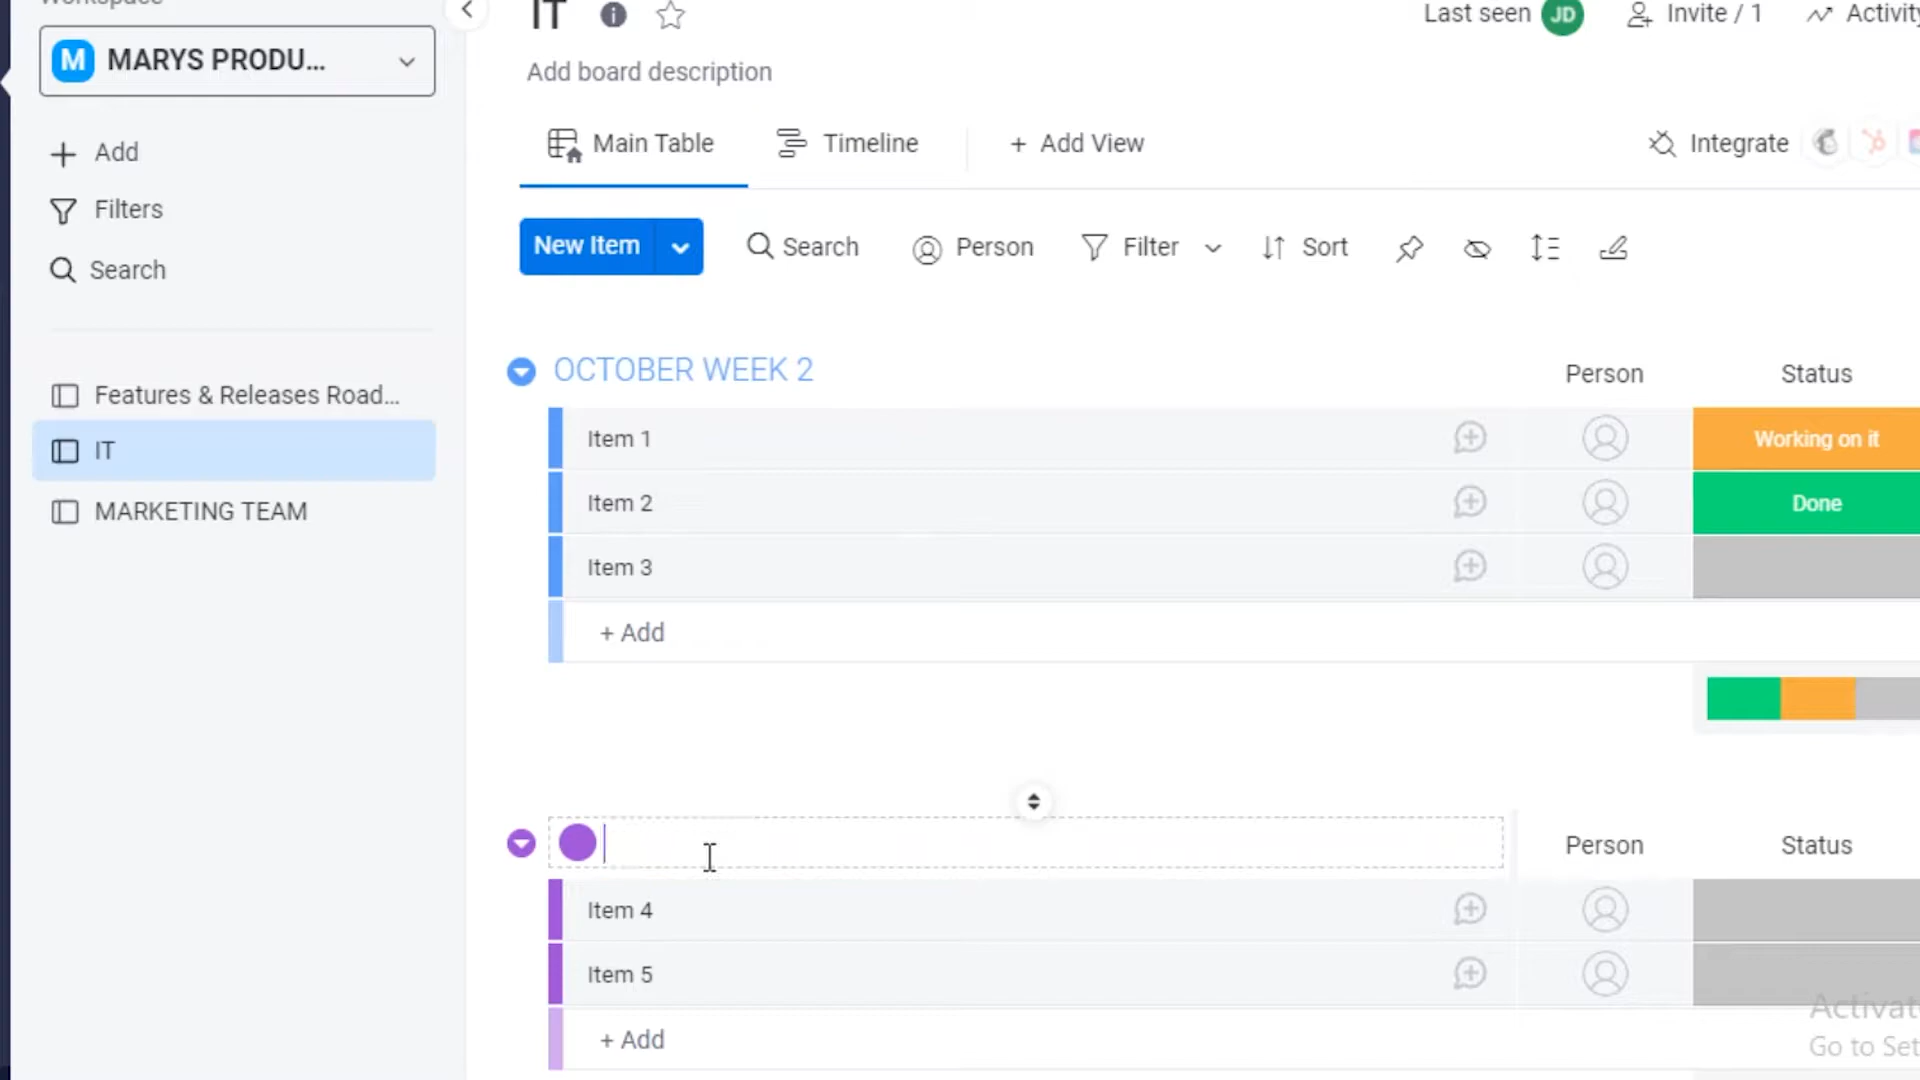 IT
Last seen JD Invite / 1
M MARYS PRODU...
Add board description
Main Table Timeline + Add View Integrate
Add
Filters
Search
New Item Search Person Filter Sort
Features & Releases Road...
IT
MARKETING TEAM
OCTOBER WEEK 2 Person Status
Item 1 Working on it
Item 2 Done
Item 3
+ Add
Person Status
Item 4
Item 5
+ Add
Go to